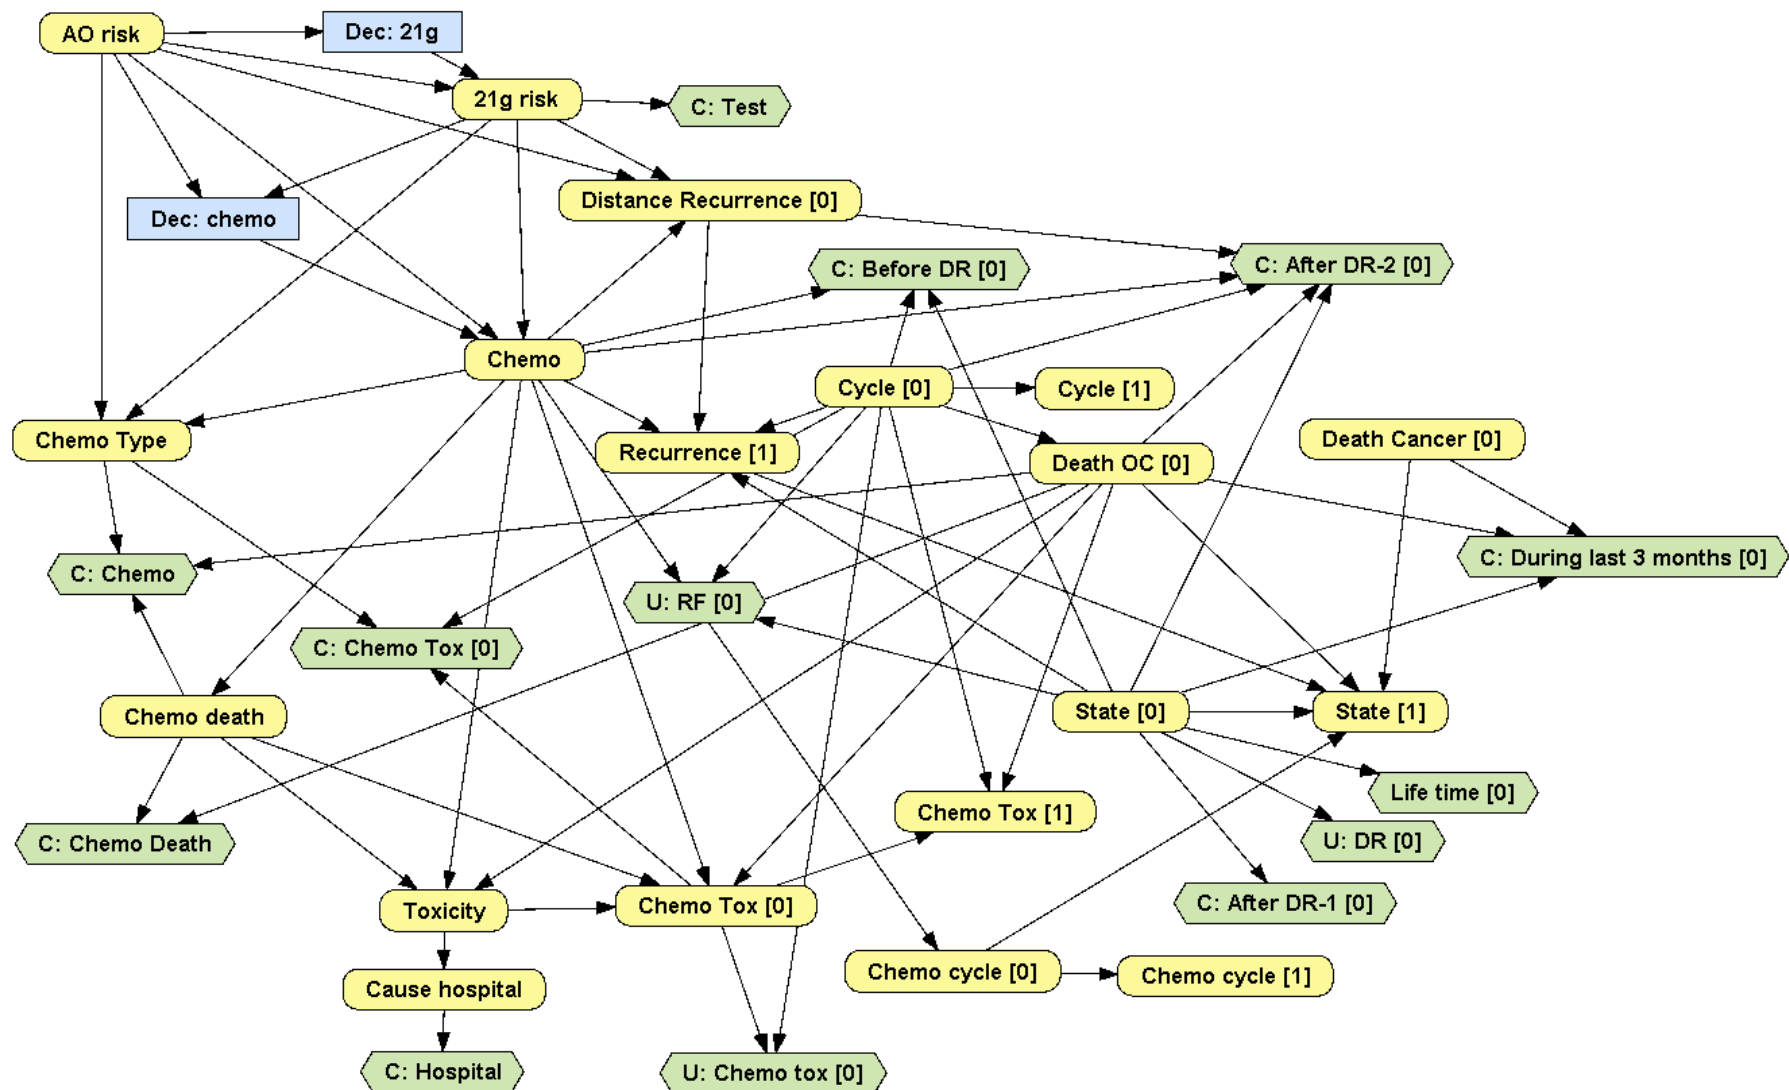 AO risk
Dec: 21g
21g risk
C: Test
Distance Recurrence [0]
Dec: chemo
C: Before DR [0]
C: After DR-2 [0]
Chemo
Cycle [0]
Cycle [1]
Chemo Type
Recurrence [1]
Death OC [0]
Death Cancer [0]
C: Chemo
U: RF [0]
C: During last 3 months [0]
C: Chemo Tox [0]
Chemo death
State [0]
State [1]
Life time [0]
Chemo Tox [1]
C: Chemo Death
U: DR [0]
C: After DR-1 [0]
Toxicity
Chemo Tox [0]
Chemo cycle [0]
Chemo cycle [1]
Cause hospital
C: Hospital
U: Chemo tox [0]